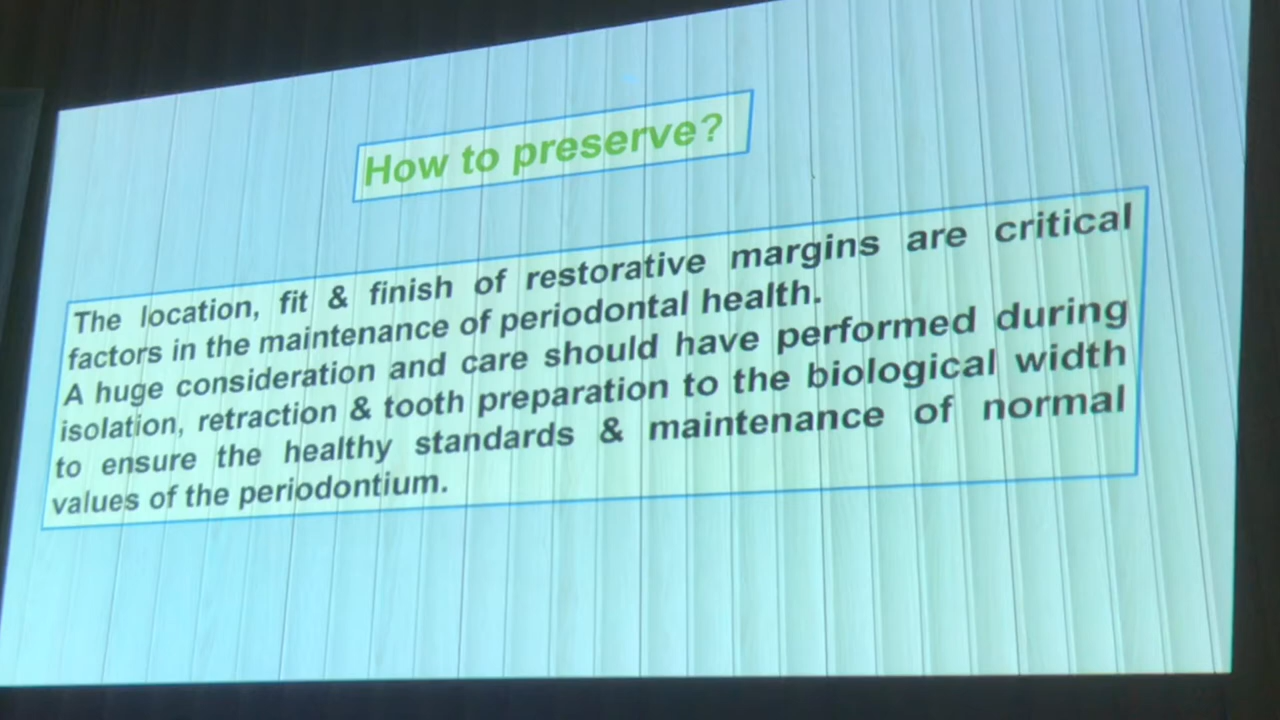 How to preserve?
The location, fit & finish of restorative margins are critical
factors in the maintenance of periodontal health.
A huge consideration and care should have performed during
isolation, retraction & tooth preparation to the biological width
to ensure the healthy standards & maintenance of normal
values of the periodontium.